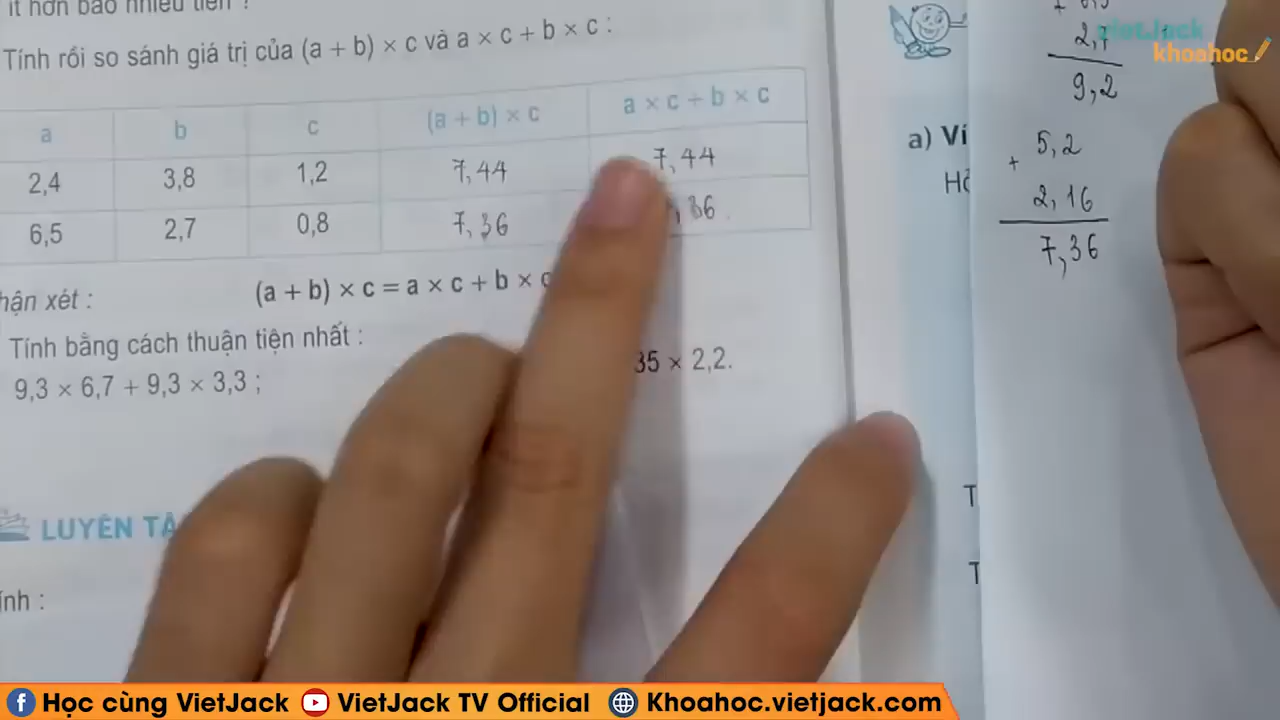 ít hơn bao nhiêu tiền ?
Tính rồi so sánh giá trị của (a + b) × c và a × c + b × c :
a b c (a + b) × c a × c + b × c
2,4 3,8 1,2 7,44 7,44
6,5 2,7 0,8 7,36 , 36
hận xét : (a + b) × c = a × c + b × c
Tính bằng cách thuận tiện nhất :
9,3 × 6,7 + 9,3 × 3,3 ; 35 × 2,2.
LUYỆN TẬ
ính :
2,7
9,2
a) Ví
5,2
+
2,16
7,36
T
T
vietJack
khoahoc
Học cùng VietJack VietJack TV Official Khoahoc.vietjack.com